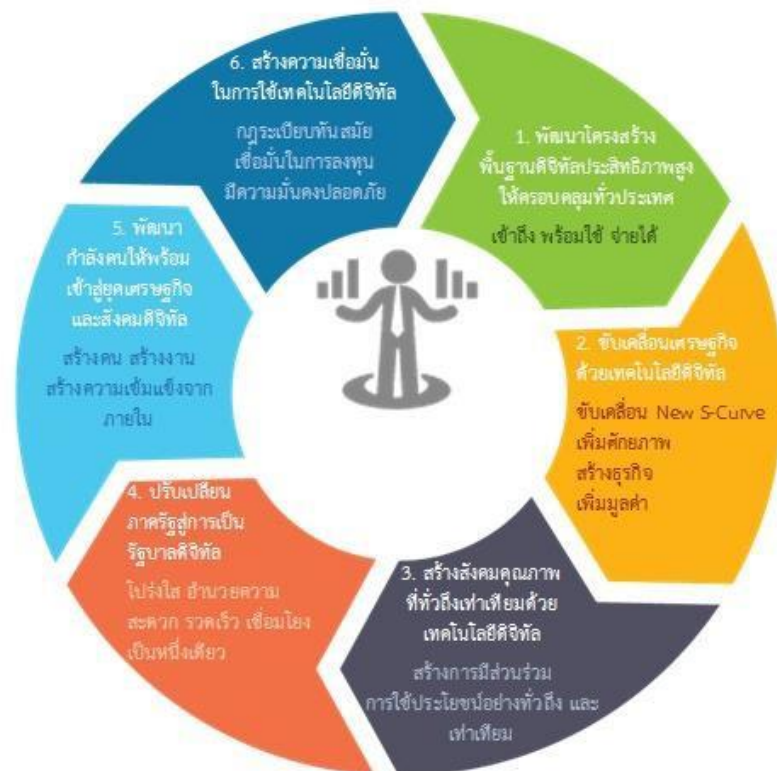 1. พัฒนาโครงสร้าง
พื้นฐานดิจิทัลประสิทธิภาพสูง
ให้ครอบคลุมทั่วประเทศ
เข้าถึง พร้อมใช้ จ่ายได้
2. ขับเคลื่อนเศรษฐกิจ
ด้วยเทคโนโลยีดิจิทัล
ขับเคลื่อน New S-Curve
เพิ่มศักยภาพ
สร้างธุรกิจ
เพิ่มมูลค่า
3. สร้างสังคมคุณภาพ
ที่ทั่วถึงเท่าเทียมด้วย
เทคโนโลยีดิจิทัล
สร้างการมีส่วนร่วม
การใช้ประโยชน์อย่างทั่วถึง และ
เท่าเทียม
4. ปรับเปลี่ยน
ภาครัฐสู่การเป็น
รัฐบาลดิจิทัล
โปร่งใส อำนวยความ
สะดวก รวดเร็ว เชื่อมโยง
เป็นหนึ่งเดียว
5. พัฒนา
กำลังคนให้พร้อม
เข้าสู่ยุคเศรษฐกิจ
และสังคมดิจิทัล
สร้างคน สร้างงาน
สร้างความเข้มแข็งจาก
ภายใน
6. สร้างความเชื่อมั่น
ในการใช้เทคโนโลยีดิจิทัล
กฎระเบียบทันสมัย
เชื่อมั่นในการลงทุน
มีความมั่นคงปลอดภัย